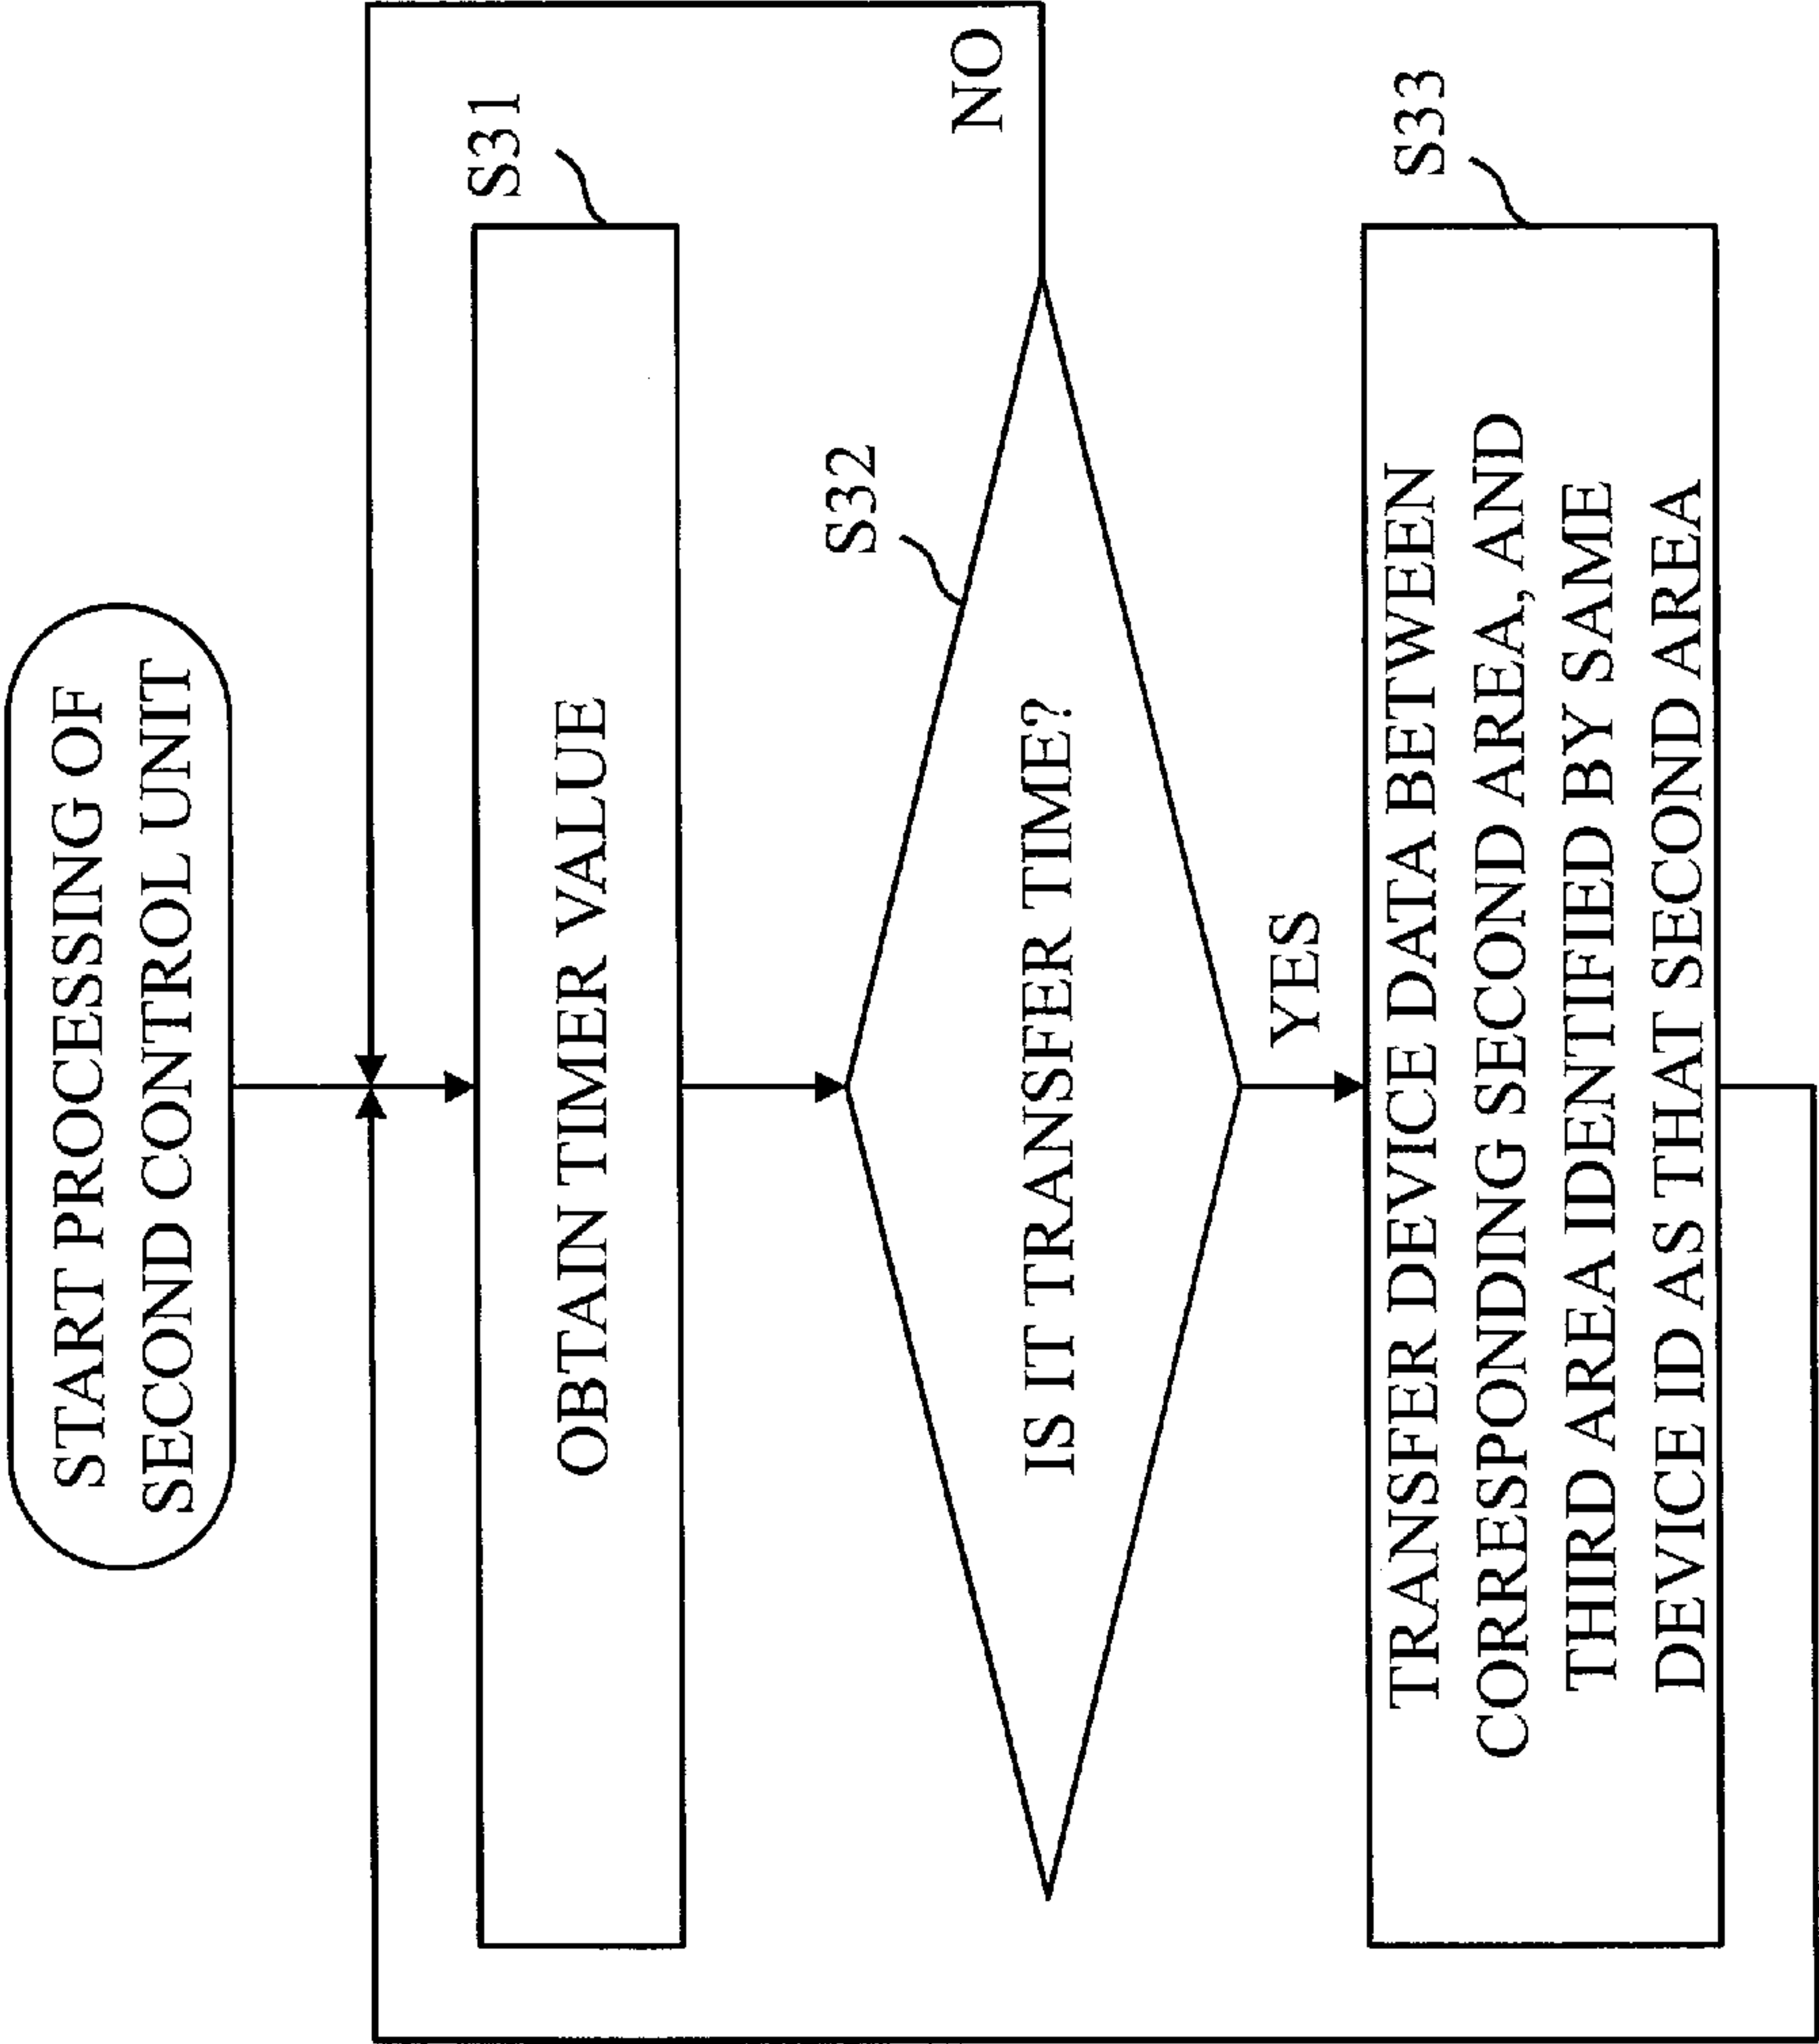 START PROCESSING OF
SECOND CONTROL UNIT
S31
OBTAIN TIMER VALUE
S32
IS IT TRANSFER TIME?
NO
YES
S33
TRANSFER DEVICE DATA BETWEEN
CORRESPONDING SECOND AREA, AND
THIRD AREA IDENTIFIED BY SAME
DEVICE ID AS THAT SECOND AREA